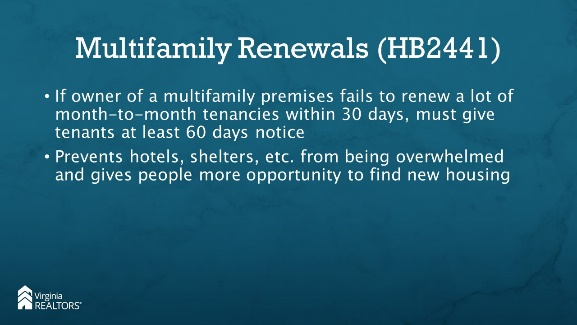 Multifamily Renewals (HB2441)
• If owner of a multifamily premises fails to renew a lot of
month-to-month tenancies within 30 days, must give
tenants at least 60 days notice
• Prevents hotels, shelters, etc. from being overwhelmed
and gives people more opportunity to find new housing
Virginia
REALTORS®